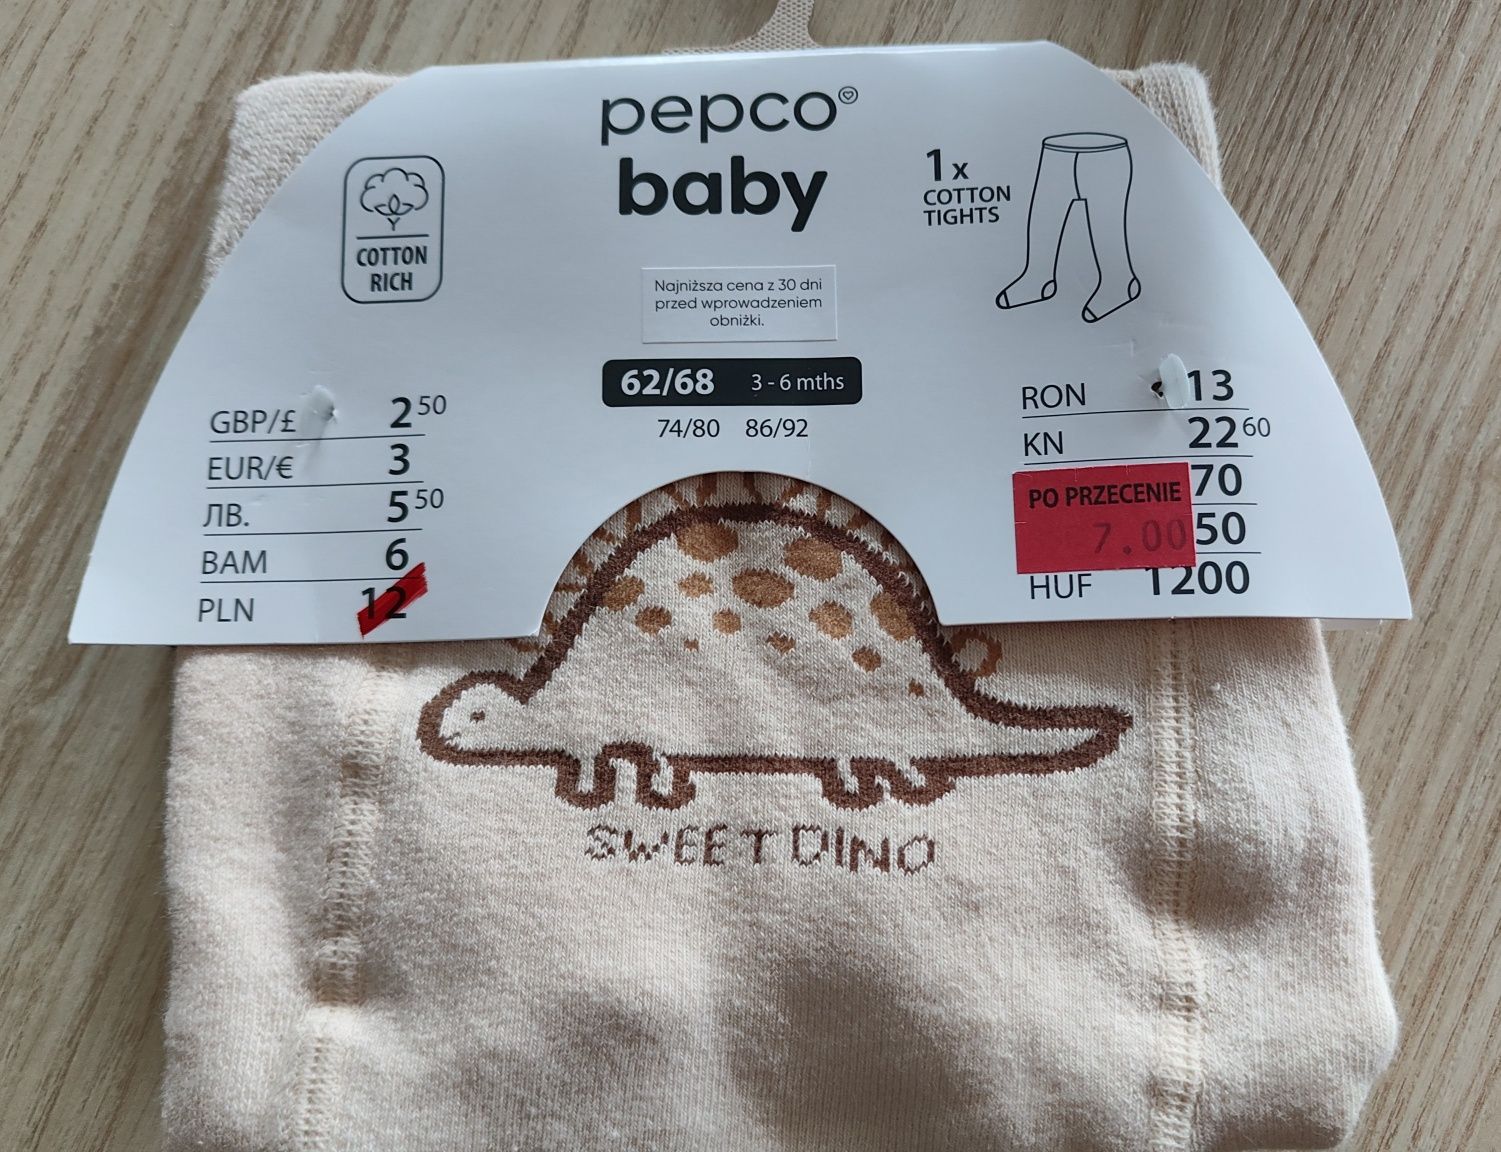 pepco
baby
COTTON
RICH
1 x
COTTON
TIGHTS
Najniższa cena z 30 dni
przed wprowadzeniem
obniżki.
62/68 3 - 6 mths
74/80 86/92
GBP/£ 2 50
EUR/€ 3
ЛВ. 5 50
BAM 6
PLN 12
RON 13
KN 22 60
70
PO PRZECENIE
7.00
50
HUF 1200
SWEET DINO